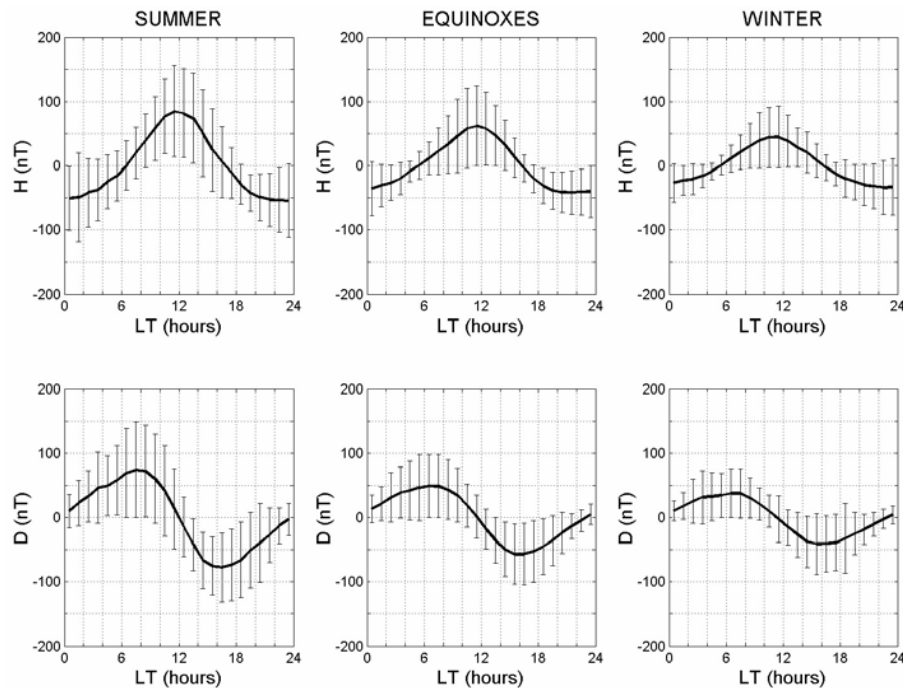 SUMMER EQUINOXES WINTER
200 200 200
100 100 100
H (nT) 0 H (nT) 0 H (nT) 0
-100 -100 -100
-200 -200 -200
0 6 12 18 24 0 6 12 18 24 0 6 12 18 24
LT (hours) LT (hours) LT (hours)
200 200 200
100 100 100
D (nT) 0 D (nT) 0 D (nT) 0
-100 -100 -100
-200 -200 -200
0 6 12 18 24 0 6 12 18 24 0 6 12 18 24
LT (hours) LT (hours) LT (hours)